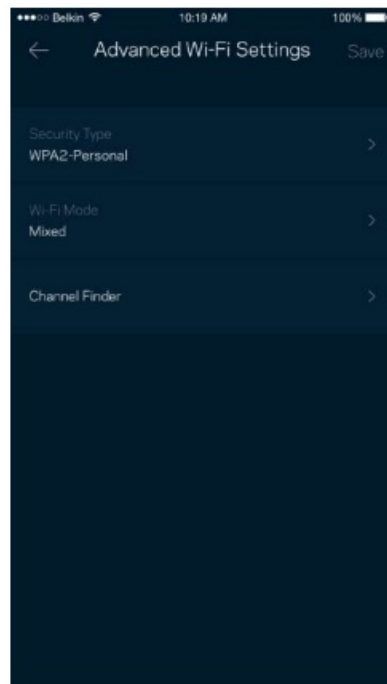 Belkin 10:19 AM 100%
Advanced Wi-Fi Settings Save
Security Type
WPA2-Personal
Wi-Fi Mode
Mixed
Channel Finder